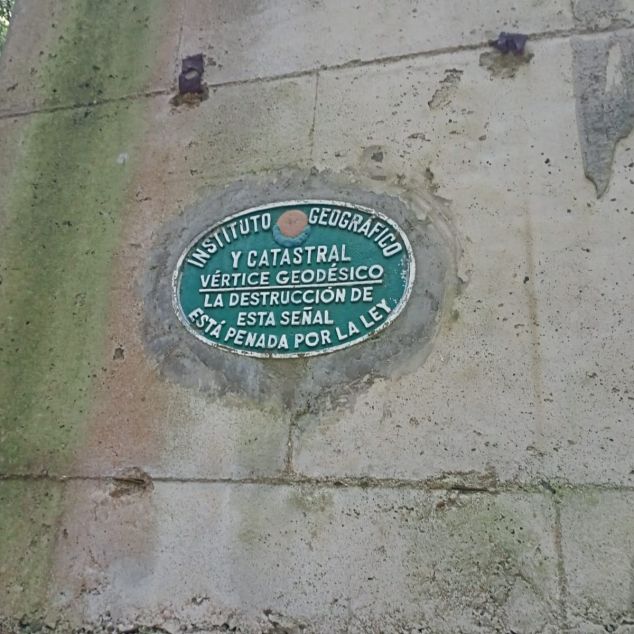 INSTITUTO GEOGRÁFICO
Y CATASTRAL
VÉRTICE GEODÉSICO
LA DESTRUCCIÓN DE
ESTA SEÑAL
ESTÁ PENADA POR LA LEY